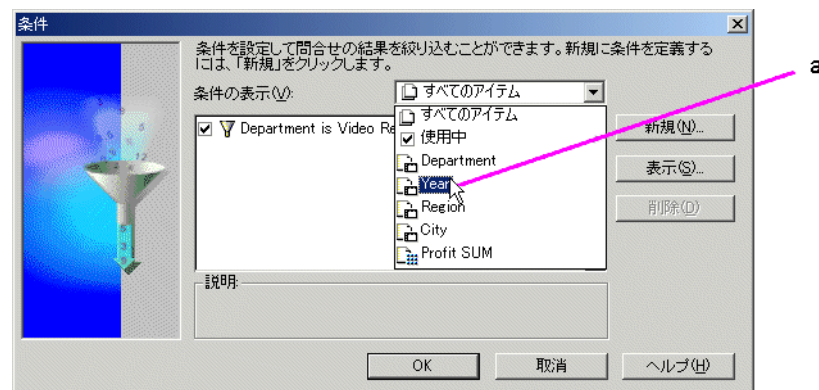 条件
条件を設定して問合せの結果を絞り込むことができます。新規に条件を定義する
には、「新規」をクリックします。
条件の表示(V):
すべてのアイテム
a
すべてのアイテム
使用中
Department
Year
Region
City
Profit SUM
Department is Video Re
新規(N)...
表示(S)...
削除(D)
説明:
OK
取消
ヘルプ(H)